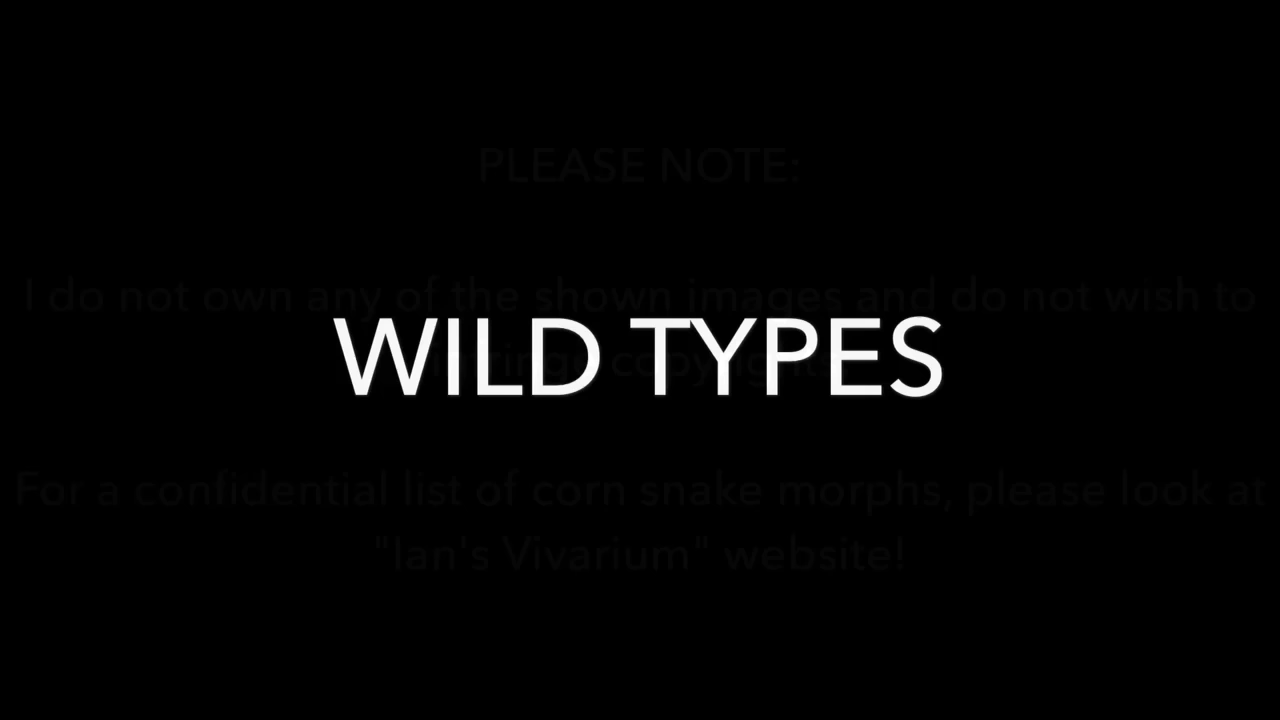 PLEASE NOTE:
I do not own any of the shown images and do not wish to
WILD TYPES
For a confidential list of corn snake morphs, please look at
"Ian's Vivarium" website!